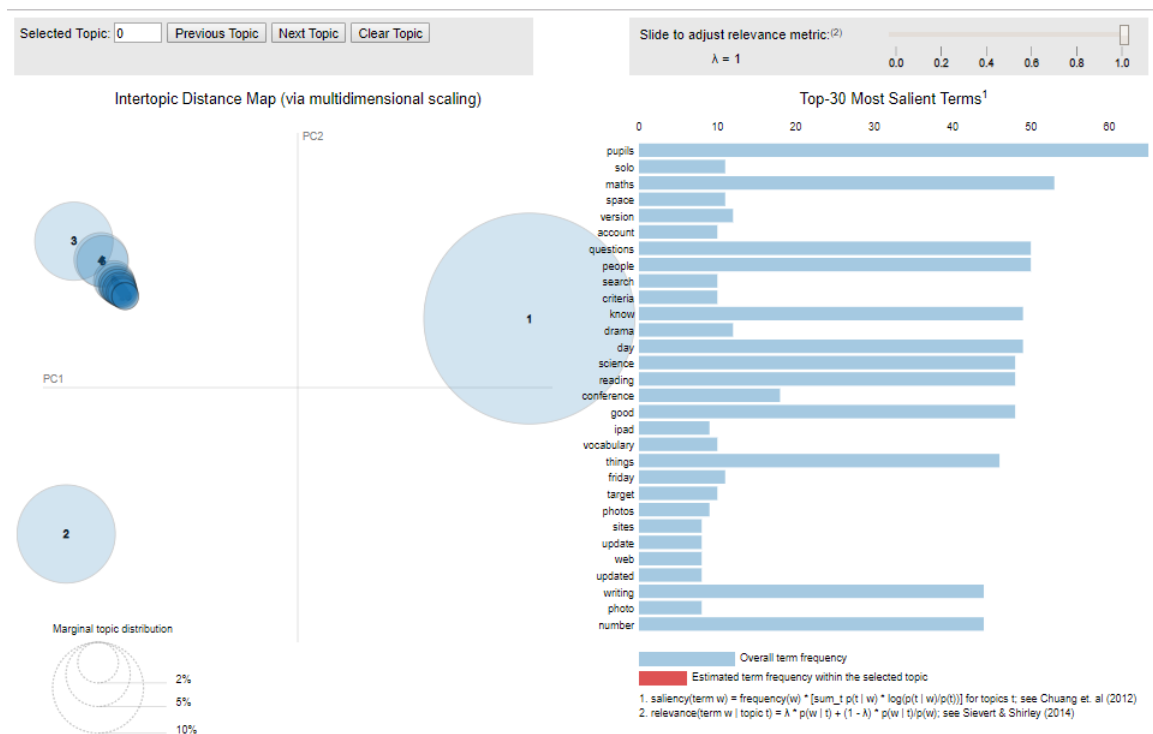 Selected Topic: 0 Previous Topic Next Topic Clear Topic
Slide to adjust relevance metric:(2)
λ = 1
0.0 0.2 0.4 0.6 0.8 1.0
Intertopic Distance Map (via multidimensional scaling)
PC2
PC1
3
4
1
2
Marginal topic distribution
2%
5%
10%
Top-30 Most Salient Terms1
0 10 20 30 40 50 60
pupils
solo
maths
space
version
account
questions
people
search
criteria
know
drama
day
science
reading
conference
good
ipad
vocabulary
things
friday
target
photos
sites
update
web
updated
writing
photo
number
Overall term frequency
Estimated term frequency within the selected topic
1. saliency(term w) = frequency(w) * [sum_t p(t | w) * log(p(t | w)/p(t))] for topics t; see Chuang et. al (2012)
2. relevance(term w | topic t) = λ * p(w | t) + (1 - λ) * p(w | t)/p(w); see Sievert & Shirley (2014)